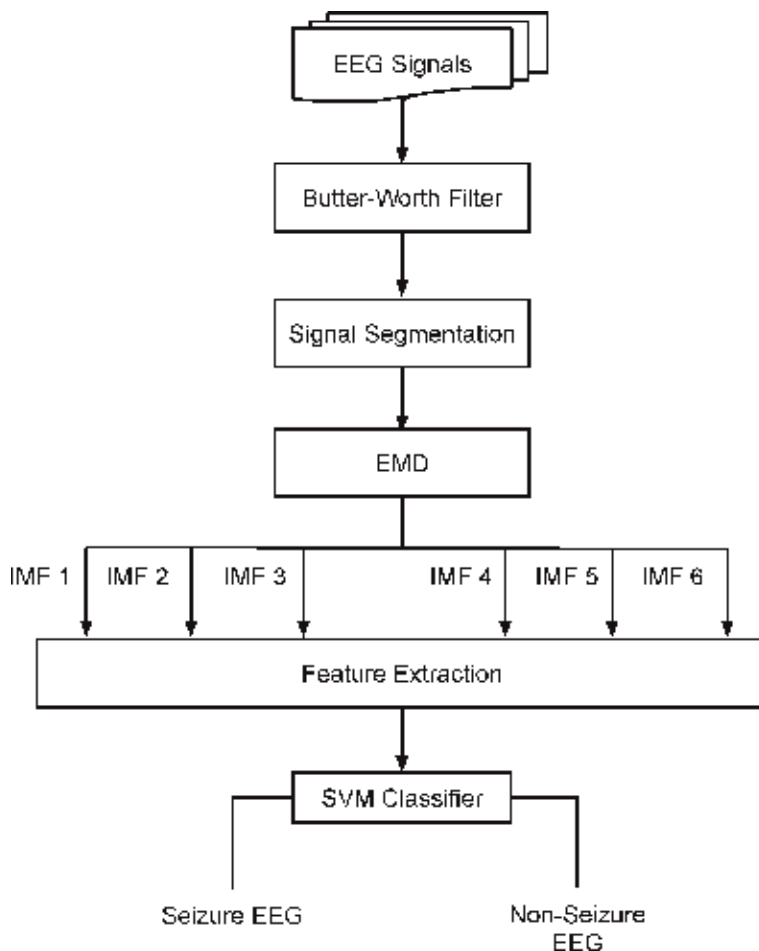 EEG Signals
Butter-Worth Filter
Signal Segmentation
EMD
IMF 1
IMF 2
IMF 3
IMF 4
IMF 5
IMF 6
Feature Extraction
SVM Classifier
Seizure EEG
Non-Seizure
EEG